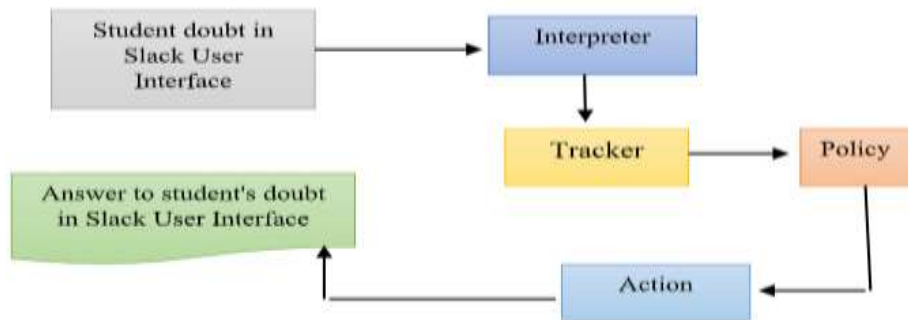 Student doubt in
Slack User
Interface
Interpreter
Tracker
Policy
Action
Answer to student's doubt
in Slack User Interface